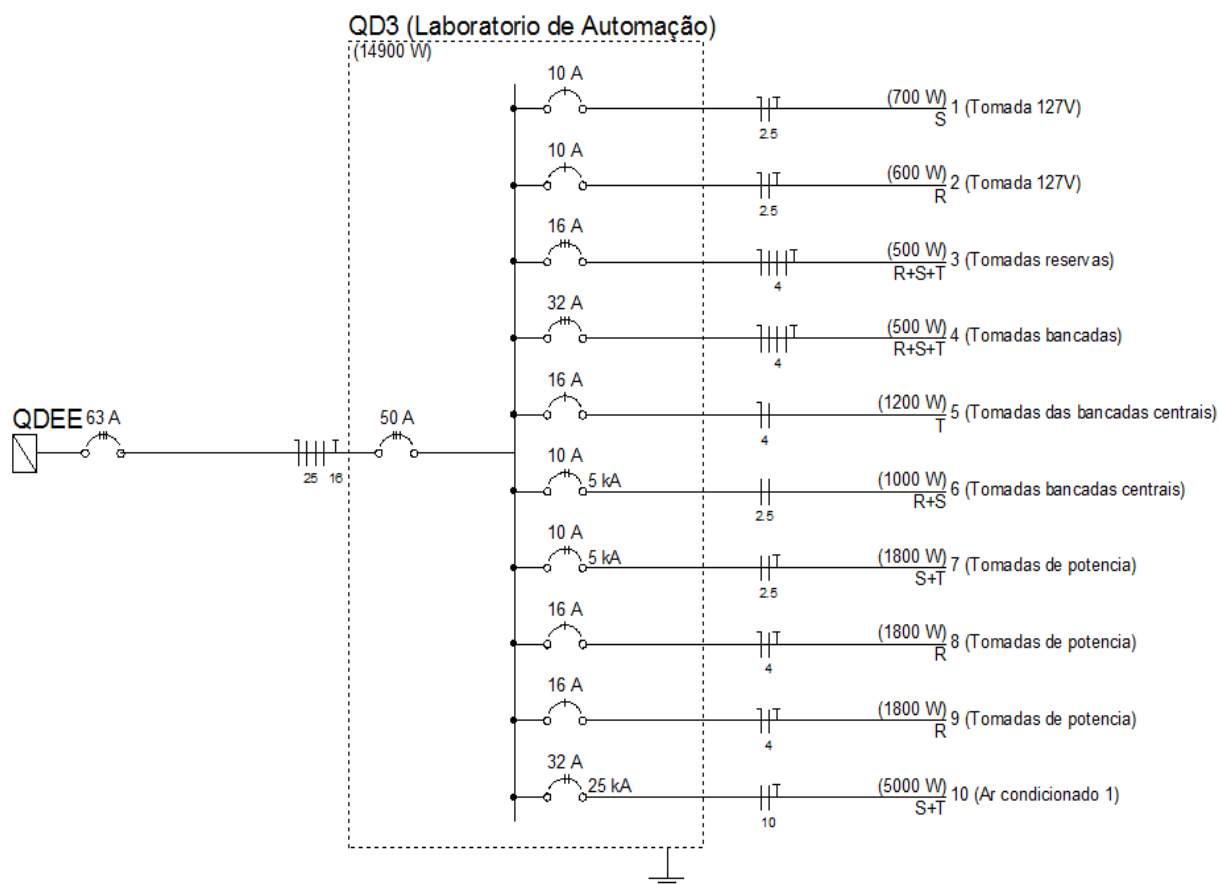 QD3 (Laboratorio de Automação)
(14900 W)
10 A
2.5
(700 W)
S
1 (Tomada 127V)
10 A
2.5
(600 W)
R
2 (Tomada 127V)
16 A
4
(500 W)
R+S+T
3 (Tomadas reservas)
32 A
4
(500 W)
R+S+T
4 (Tomadas bancadas)
16 A
4
(1200 W)
T
5 (Tomadas das bancadas centrais)
QDEE
63 A
25
16
50 A
10 A
5 kA
2.5
(1000 W)
R+S
6 (Tomadas bancadas centrais)
10 A
5 kA
2.5
(1800 W)
S+T
7 (Tomadas de potencia)
16 A
4
(1800 W)
R
8 (Tomadas de potencia)
16 A
4
(1800 W)
R
9 (Tomadas de potencia)
32 A
25 kA
10
(5000 W)
S+T
10 (Ar condicionado 1)